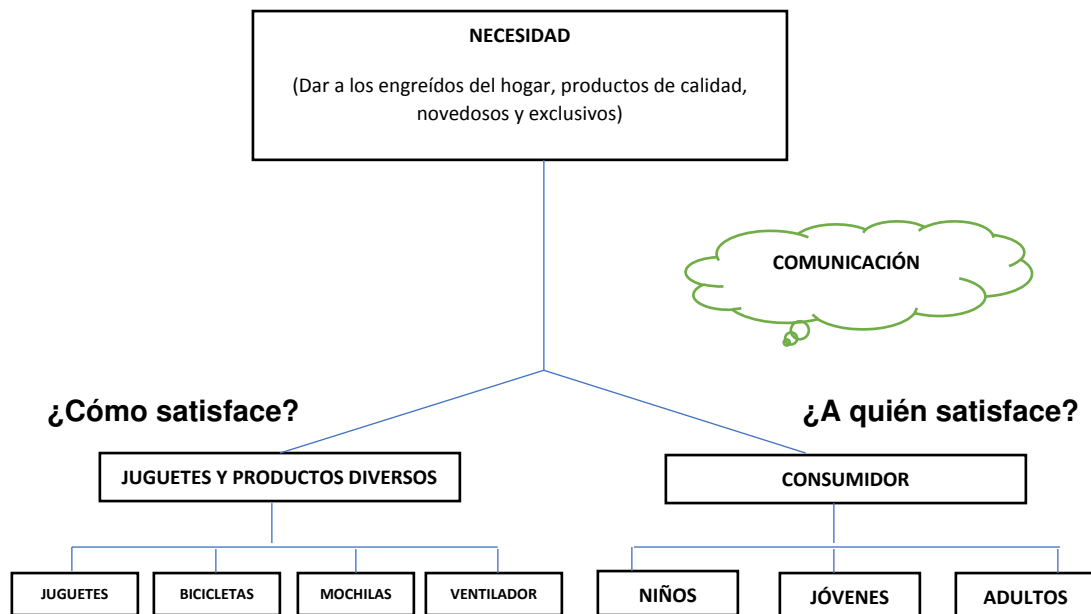 NECESIDAD
(Dar a los engreídos del hogar, productos de calidad,
novedosos y exclusivos)
COMUNICACIÓN
¿Cómo satisface?
¿A quién satisface?
JUGUETES Y PRODUCTOS DIVERSOS
CONSUMIDOR
JUGUETES
BICICLETAS
MOCHILAS
VENTILADOR
NIÑOS
JÓVENES
ADULTOS